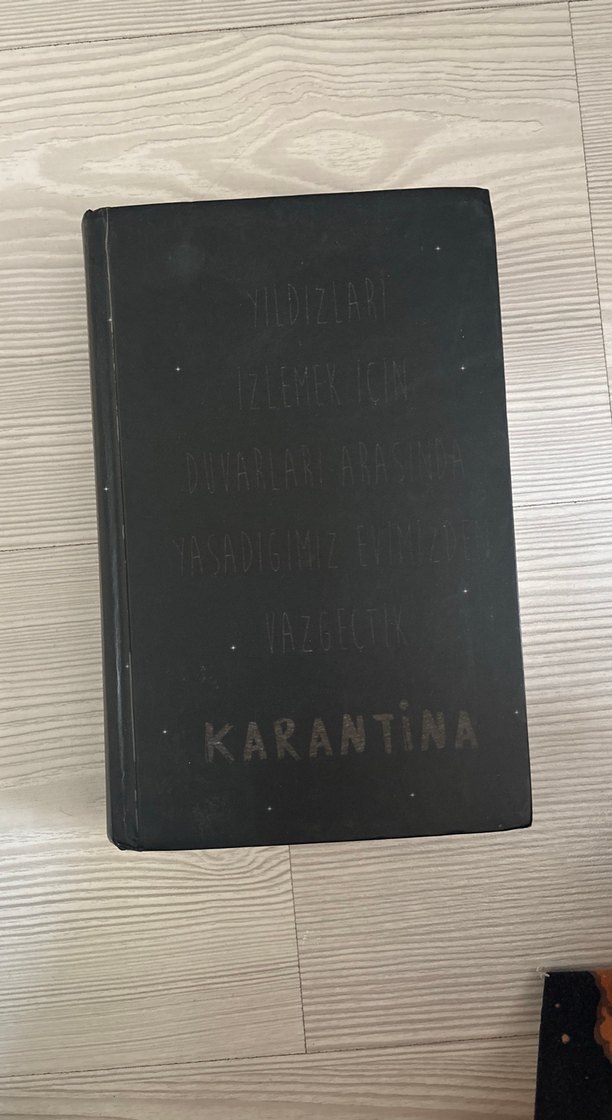 YILDIZLARI
İZLEMEK İÇİN
DUVARLARI ARASINDA
YAŞADIĞIMIZ EVİMİZDEN
VAZGEÇTİK
KARANTİNA